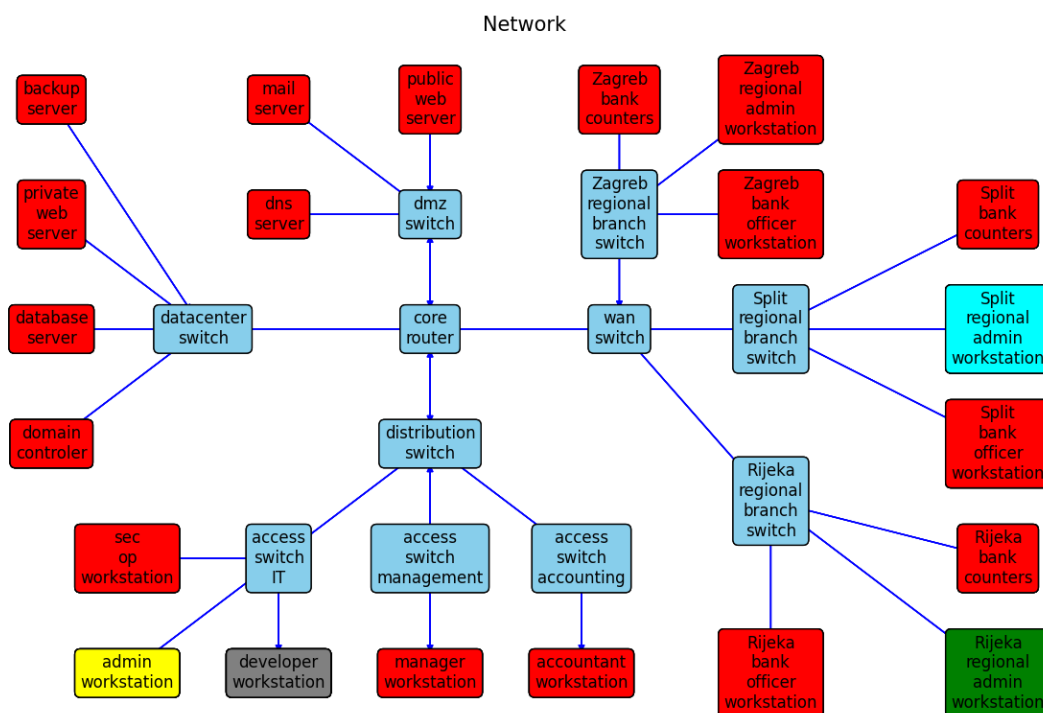 Network
backup
server
mail
server
public
web
server
Zagreb
bank
counters
Zagreb
regional
admin
workstation
private
web
server
dns
server
dmz
switch
Zagreb
regional
branch
switch
Zagreb
bank
officer
workstation
Split
bank
counters
database
server
datacenter
switch
core
router
wan
switch
Split
regional
branch
switch
Split
regional
admin
workstation
domain
controler
distribution
switch
Split
bank
officer
workstation
Rijeka
regional
branch
switch
sec
op
workstation
access
switch
IT
access
switch
management
access
switch
accounting
Rijeka
bank
counters
admin
workstation
developer
workstation
manager
workstation
accountant
workstation
Rijeka
bank
officer
workstation
Rijeka
regional
admin
workstation